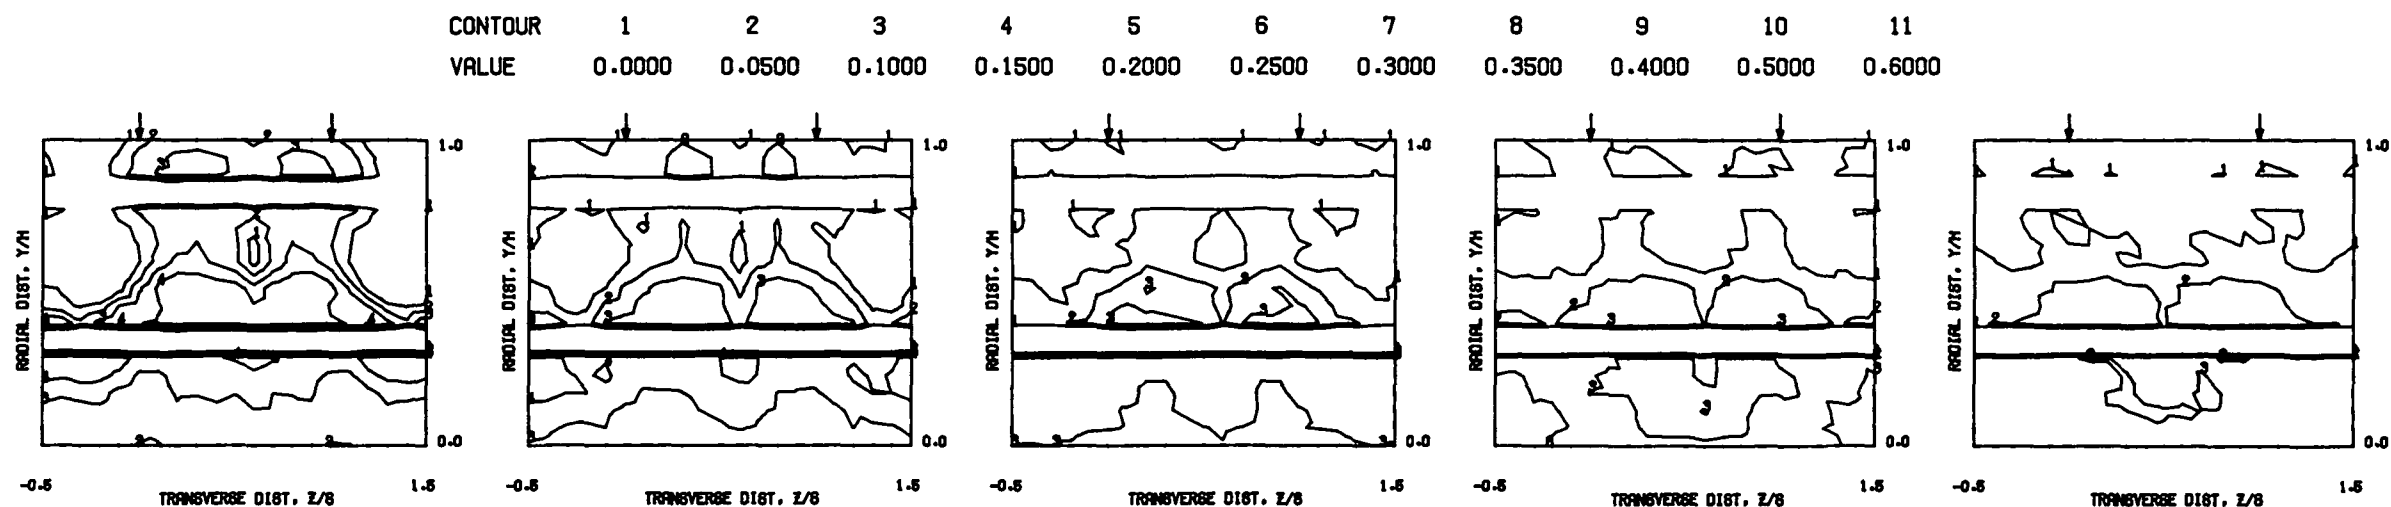 CONTOUR 1 2 3 4 5 6 7 8 9 10 11
VALUE 0.0000 0.0500 0.1000 0.1500 0.2000 0.2500 0.3000 0.3500 0.4000 0.5000 0.6000
1.0 1.0 1.0 1.0 1.0
RADIAL DIST. Y/H RADIAL DIST. Y/H RADIAL DIST. Y/H RADIAL DIST. Y/H RADIAL DIST. Y/H
0.0 0.0 0.0 0.0 0.0
-0.5 1.5 -0.5 1.5 -0.5 1.5 -0.5 1.5 -0.5 1.5
TRANSVERSE DIST. Z/S TRANSVERSE DIST. Z/S TRANSVERSE DIST. Z/S TRANSVERSE DIST. Z/S TRANSVERSE DIST. Z/S